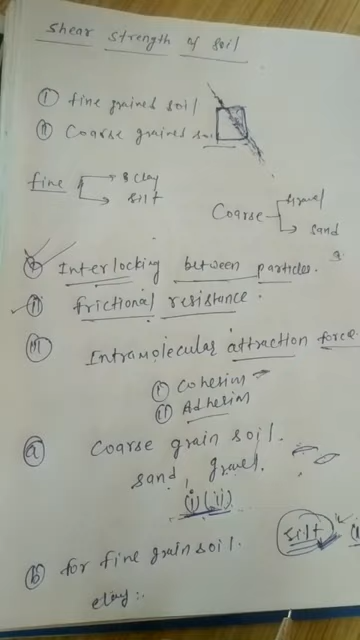 Shear strength of soil
(i) fine grained soil
(ii) Coarse grained soil
fine → clay
→ silt
Coarse gravel
→ sand
(i) Interlocking between particles.
(ii) frictional resistance.
(iii) Intramolecular attraction force
(i) Cohesion →
(ii) Adhesion
(a) Coarse grain soil.
sand, gravel.
(i) (ii)
silt
(b) for fine grain soil.
clay:.